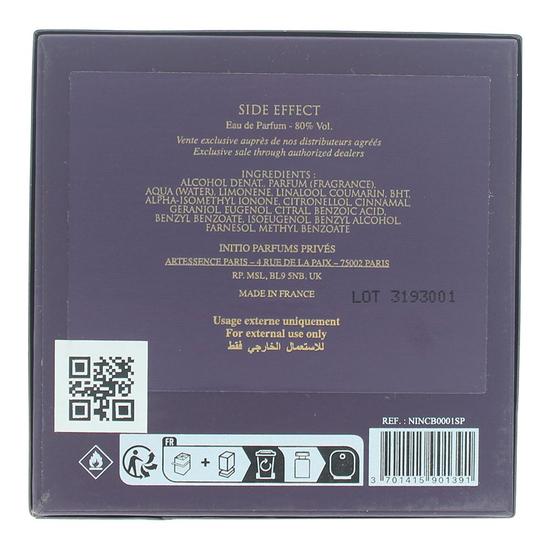 SIDE EFFECT
Eau de Parfum - 80% Vol.
Vente exclusive auprès de nos distributeurs agréés
Exclusive sale through authorized dealers
INGREDIENTS :
ALCOHOL DENAT., PARFUM (FRAGRANCE),
AQUA (WATER), LIMONENE, LINALOOL, COUMARIN, BHT,
ALPHA-ISOMETHYL IONONE, CITRONELLOL, CINNAMAL,
GERANIOL, EUGENOL, CITRAL, BENZOIC ACID,
BENZYL BENZOATE, ISOEUGENOL, BENZYL ALCOHOL,
FARNESOL, METHYL BENZOATE
INITIO PARFUMS PRIVÉS
ARTESSENCE PARIS – 4 RUE DE LA PAIX – 75002 PARIS
RP. MSL, BL9 5NB. UK
MADE IN FRANCE
LOT 3193001
Usage externe uniquement
For external use only
للاستعمال الخارجي فقط
REF. : NINCB0001SP
FR
+
3 701415 901391